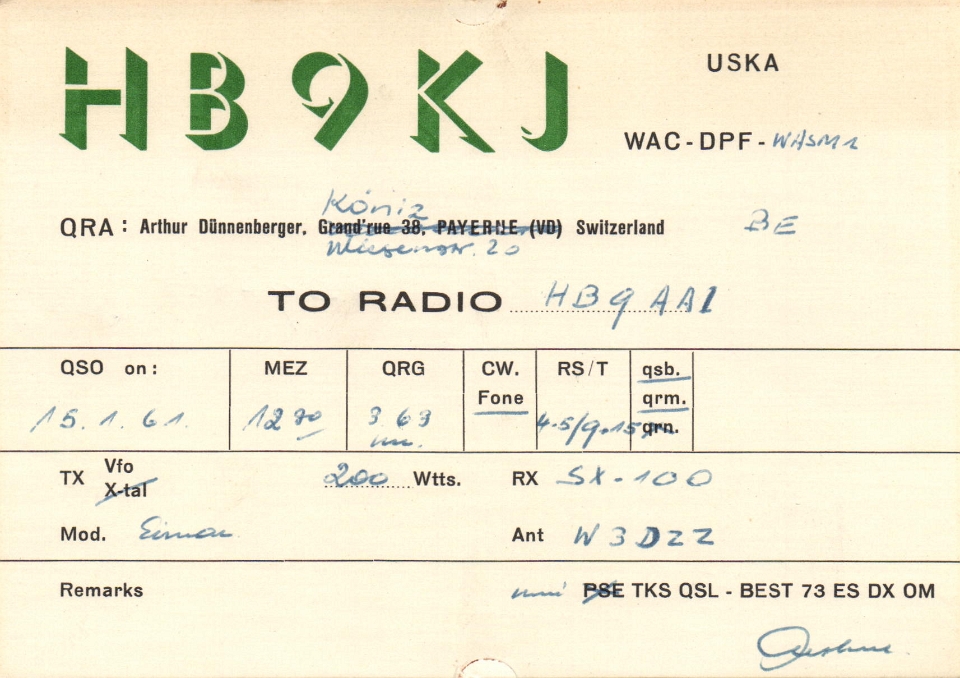 HB9KJ
USKA
WAC-DPF- WASM1
Köniz
QRA: Arthur Dünnenberger, Grand'rue 38, PAYERNE (VD) Switzerland BE
20
TO RADIO HB9AAI
QSO on: MEZ QRG CW. RS/T qsb.
Fone qrm.
15.1.61. 12 30 3.63 4.5/9.15 qrn.
TX Vfo 200 Wtts. RX SX-100
X-tal
Mod. Ant W3DZZ
Remarks PSE TKS QSL - BEST 73 ES DX OM